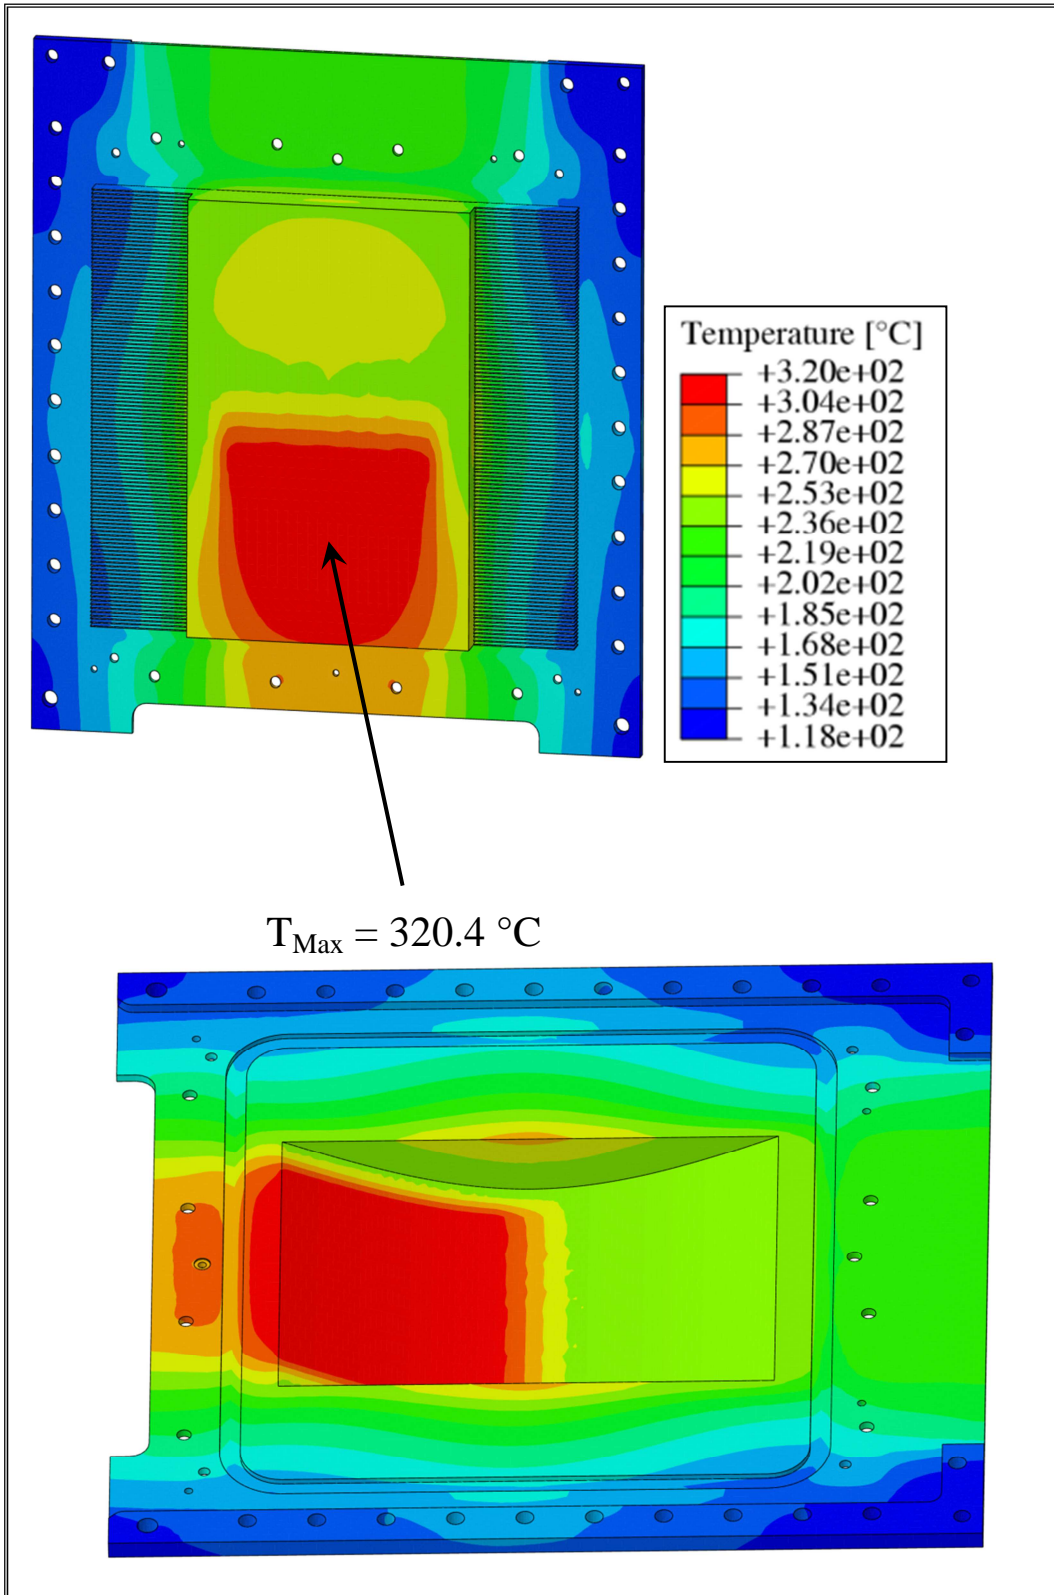 Temperature [°C]
+3.20e+02
+3.04e+02
+2.87e+02
+2.70e+02
+2.53e+02
+2.36e+02
+2.19e+02
+2.02e+02
+1.85e+02
+1.68e+02
+1.51e+02
+1.34e+02
+1.18e+02
TMax = 320.4 °C